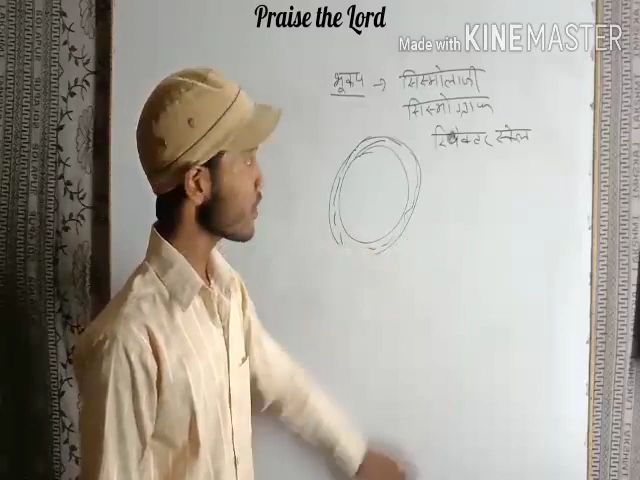 Praise the Lord
Made with KINEMASTER
भूकंप → सिस्मोलाजी
सिस्मोग्राफ
रिक्टर स्केल